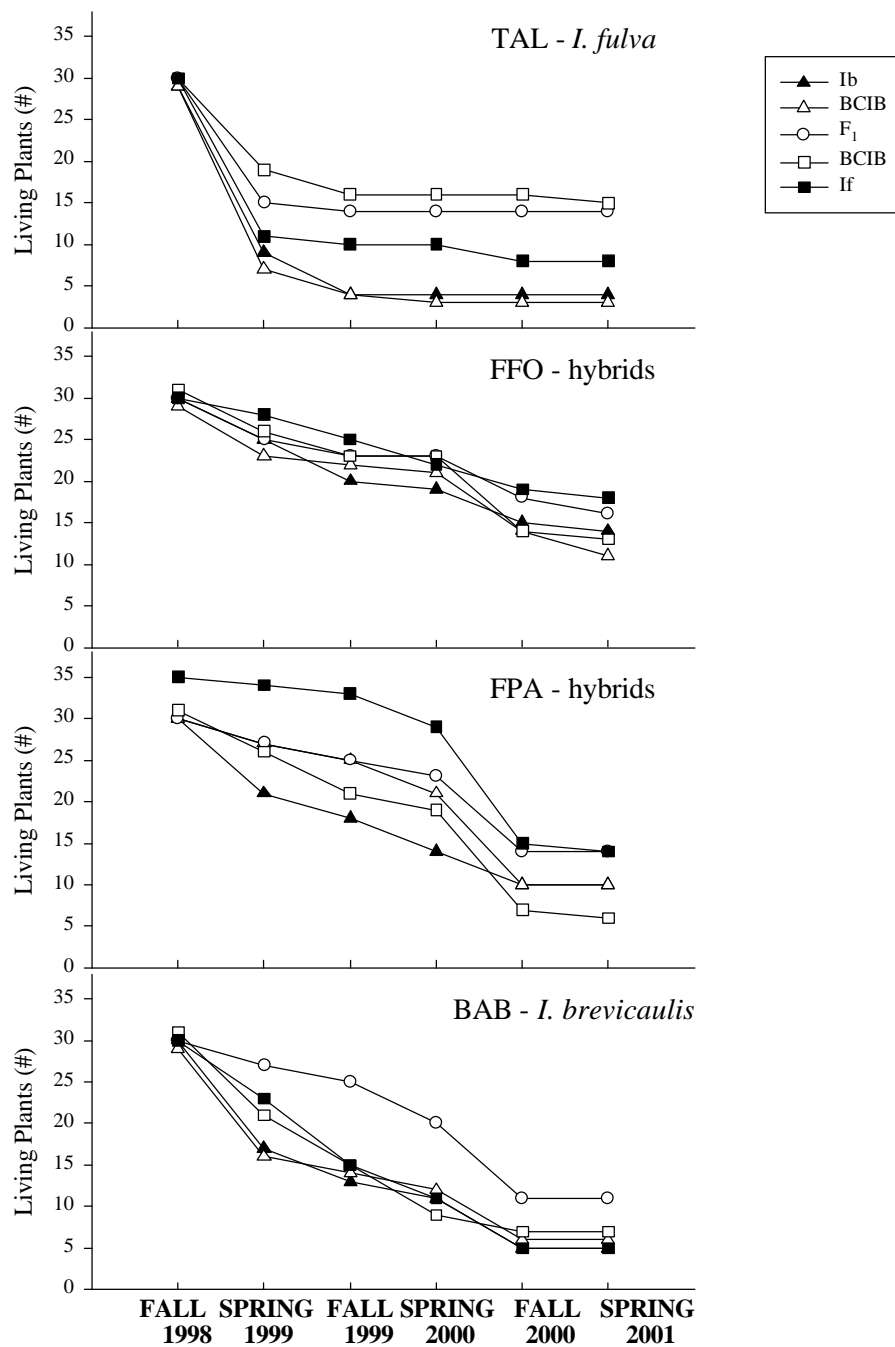 TAL - I. fulva
35
30
25
20
15
10
5
0
Living Plants (#)
Ib
BCIB
F1
BCIB
If
FFO - hybrids
35
30
25
20
15
10
5
0
Living Plants (#)
FPA - hybrids
35
30
25
20
15
10
5
0
Living Plants (#)
BAB - I. brevicaulis
35
30
25
20
15
10
5
0
Living Plants (#)
FALL SPRING FALL SPRING FALL SPRING
1998 1999 1999 2000 2000 2001